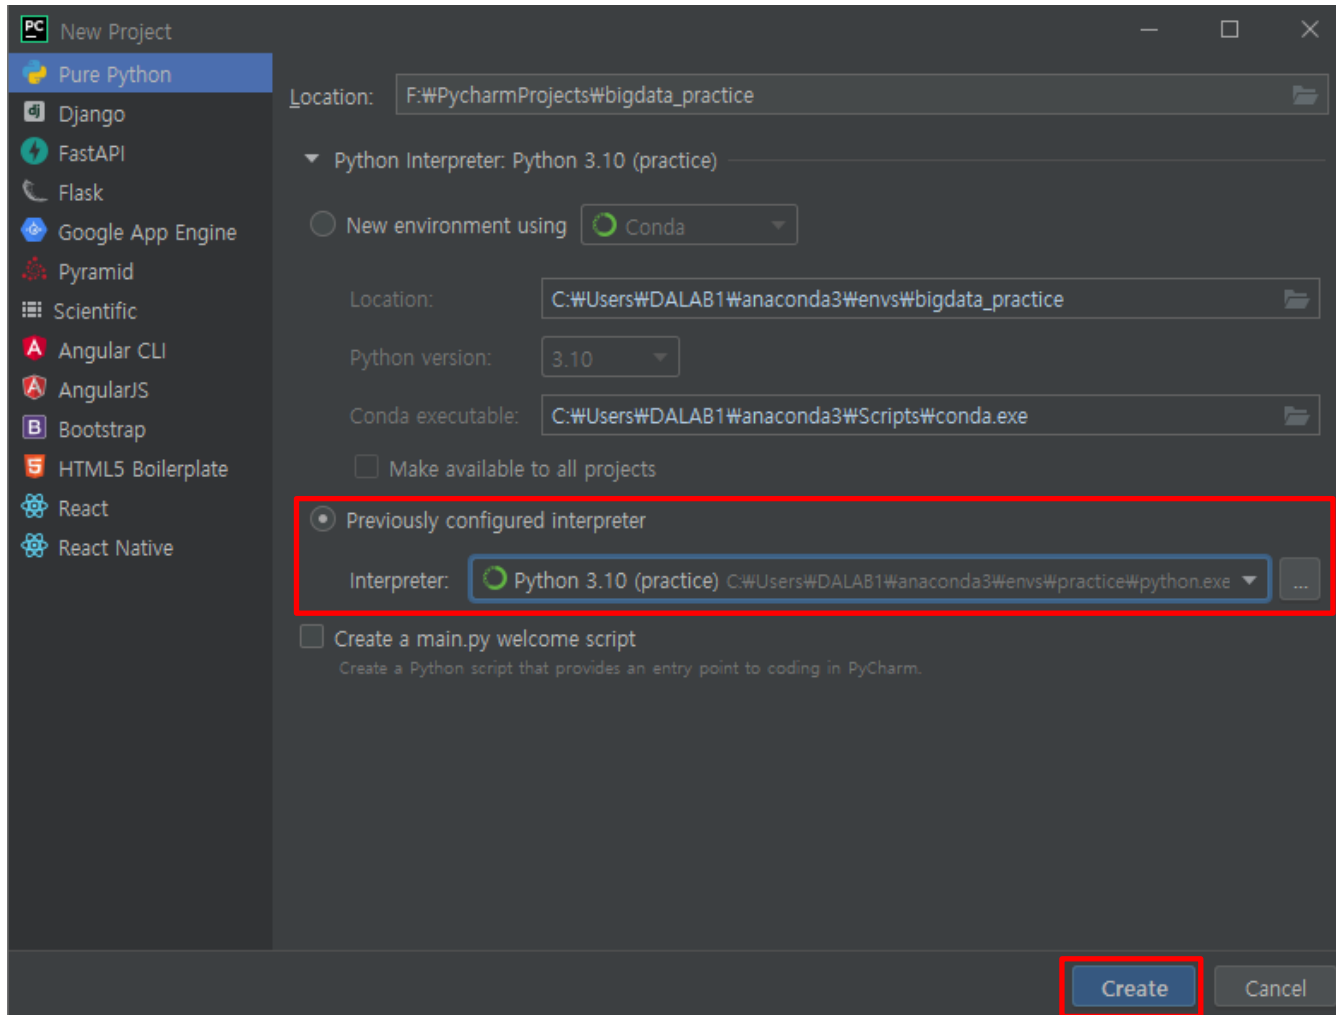 PC New Project
Pure Python
dj Django
FastAPI
Flask
Google App Engine
Pyramid
Scientific
A Angular CLI
A AngularJS
B Bootstrap
5 HTML5 Boilerplate
React
React Native
Location: F:₩PycharmProjects₩bigdata_practice
Python Interpreter: Python 3.10 (practice)
New environment using Conda
Location: C:₩Users₩DALAB1₩anaconda3₩envs₩bigdata_practice
Python version: 3.10
Conda executable: C:₩Users₩DALAB1₩anaconda3₩Scripts₩conda.exe
Make available to all projects
Previously configured interpreter
Interpreter: Python 3.10 (practice) C:₩Users₩DALAB1₩anaconda3₩envs₩practice₩python.exe ...
Create a main.py welcome script
Create a Python script that provides an entry point to coding in PyCharm.
Create Cancel